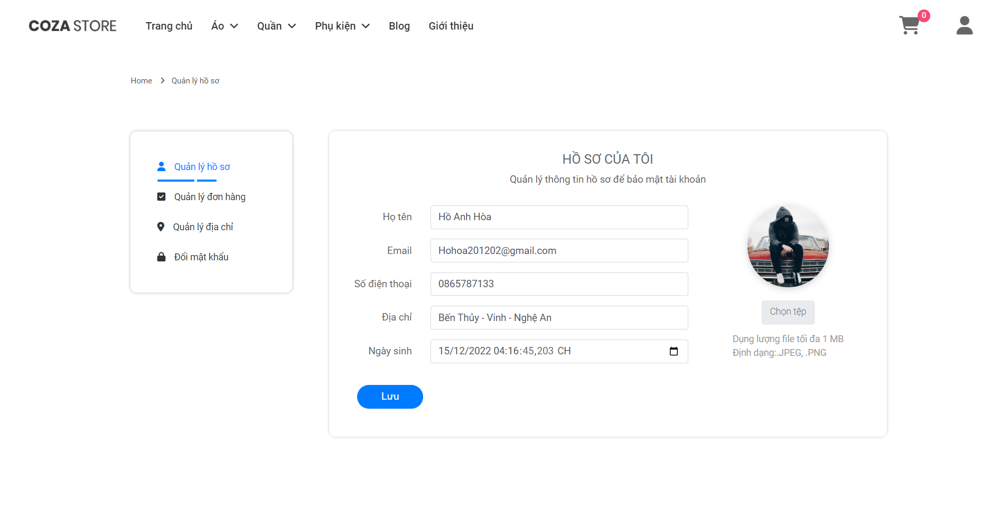 COZA STORE Trang chủ Áo Quần Phụ kiện Blog Giới thiệu 0
Home Quản lý hồ sơ
Quản lý hồ sơ
Quản lý đơn hàng
Quản lý địa chỉ
Đổi mật khẩu
HỒ SƠ CỦA TÔI
Quản lý thông tin hồ sơ để bảo mật tài khoản
Họ tên Hồ Anh Hòa
Email Hohoa201202@gmail.com
Số điện thoại 0865787133
Địa chỉ Bến Thủy - Vinh - Nghệ An
Ngày sinh 15/12/2022 04:16:45,203 CH
Lưu
Chọn tệp
Dụng lượng file tối đa 1 MB
Định dạng:.JPEG, .PNG